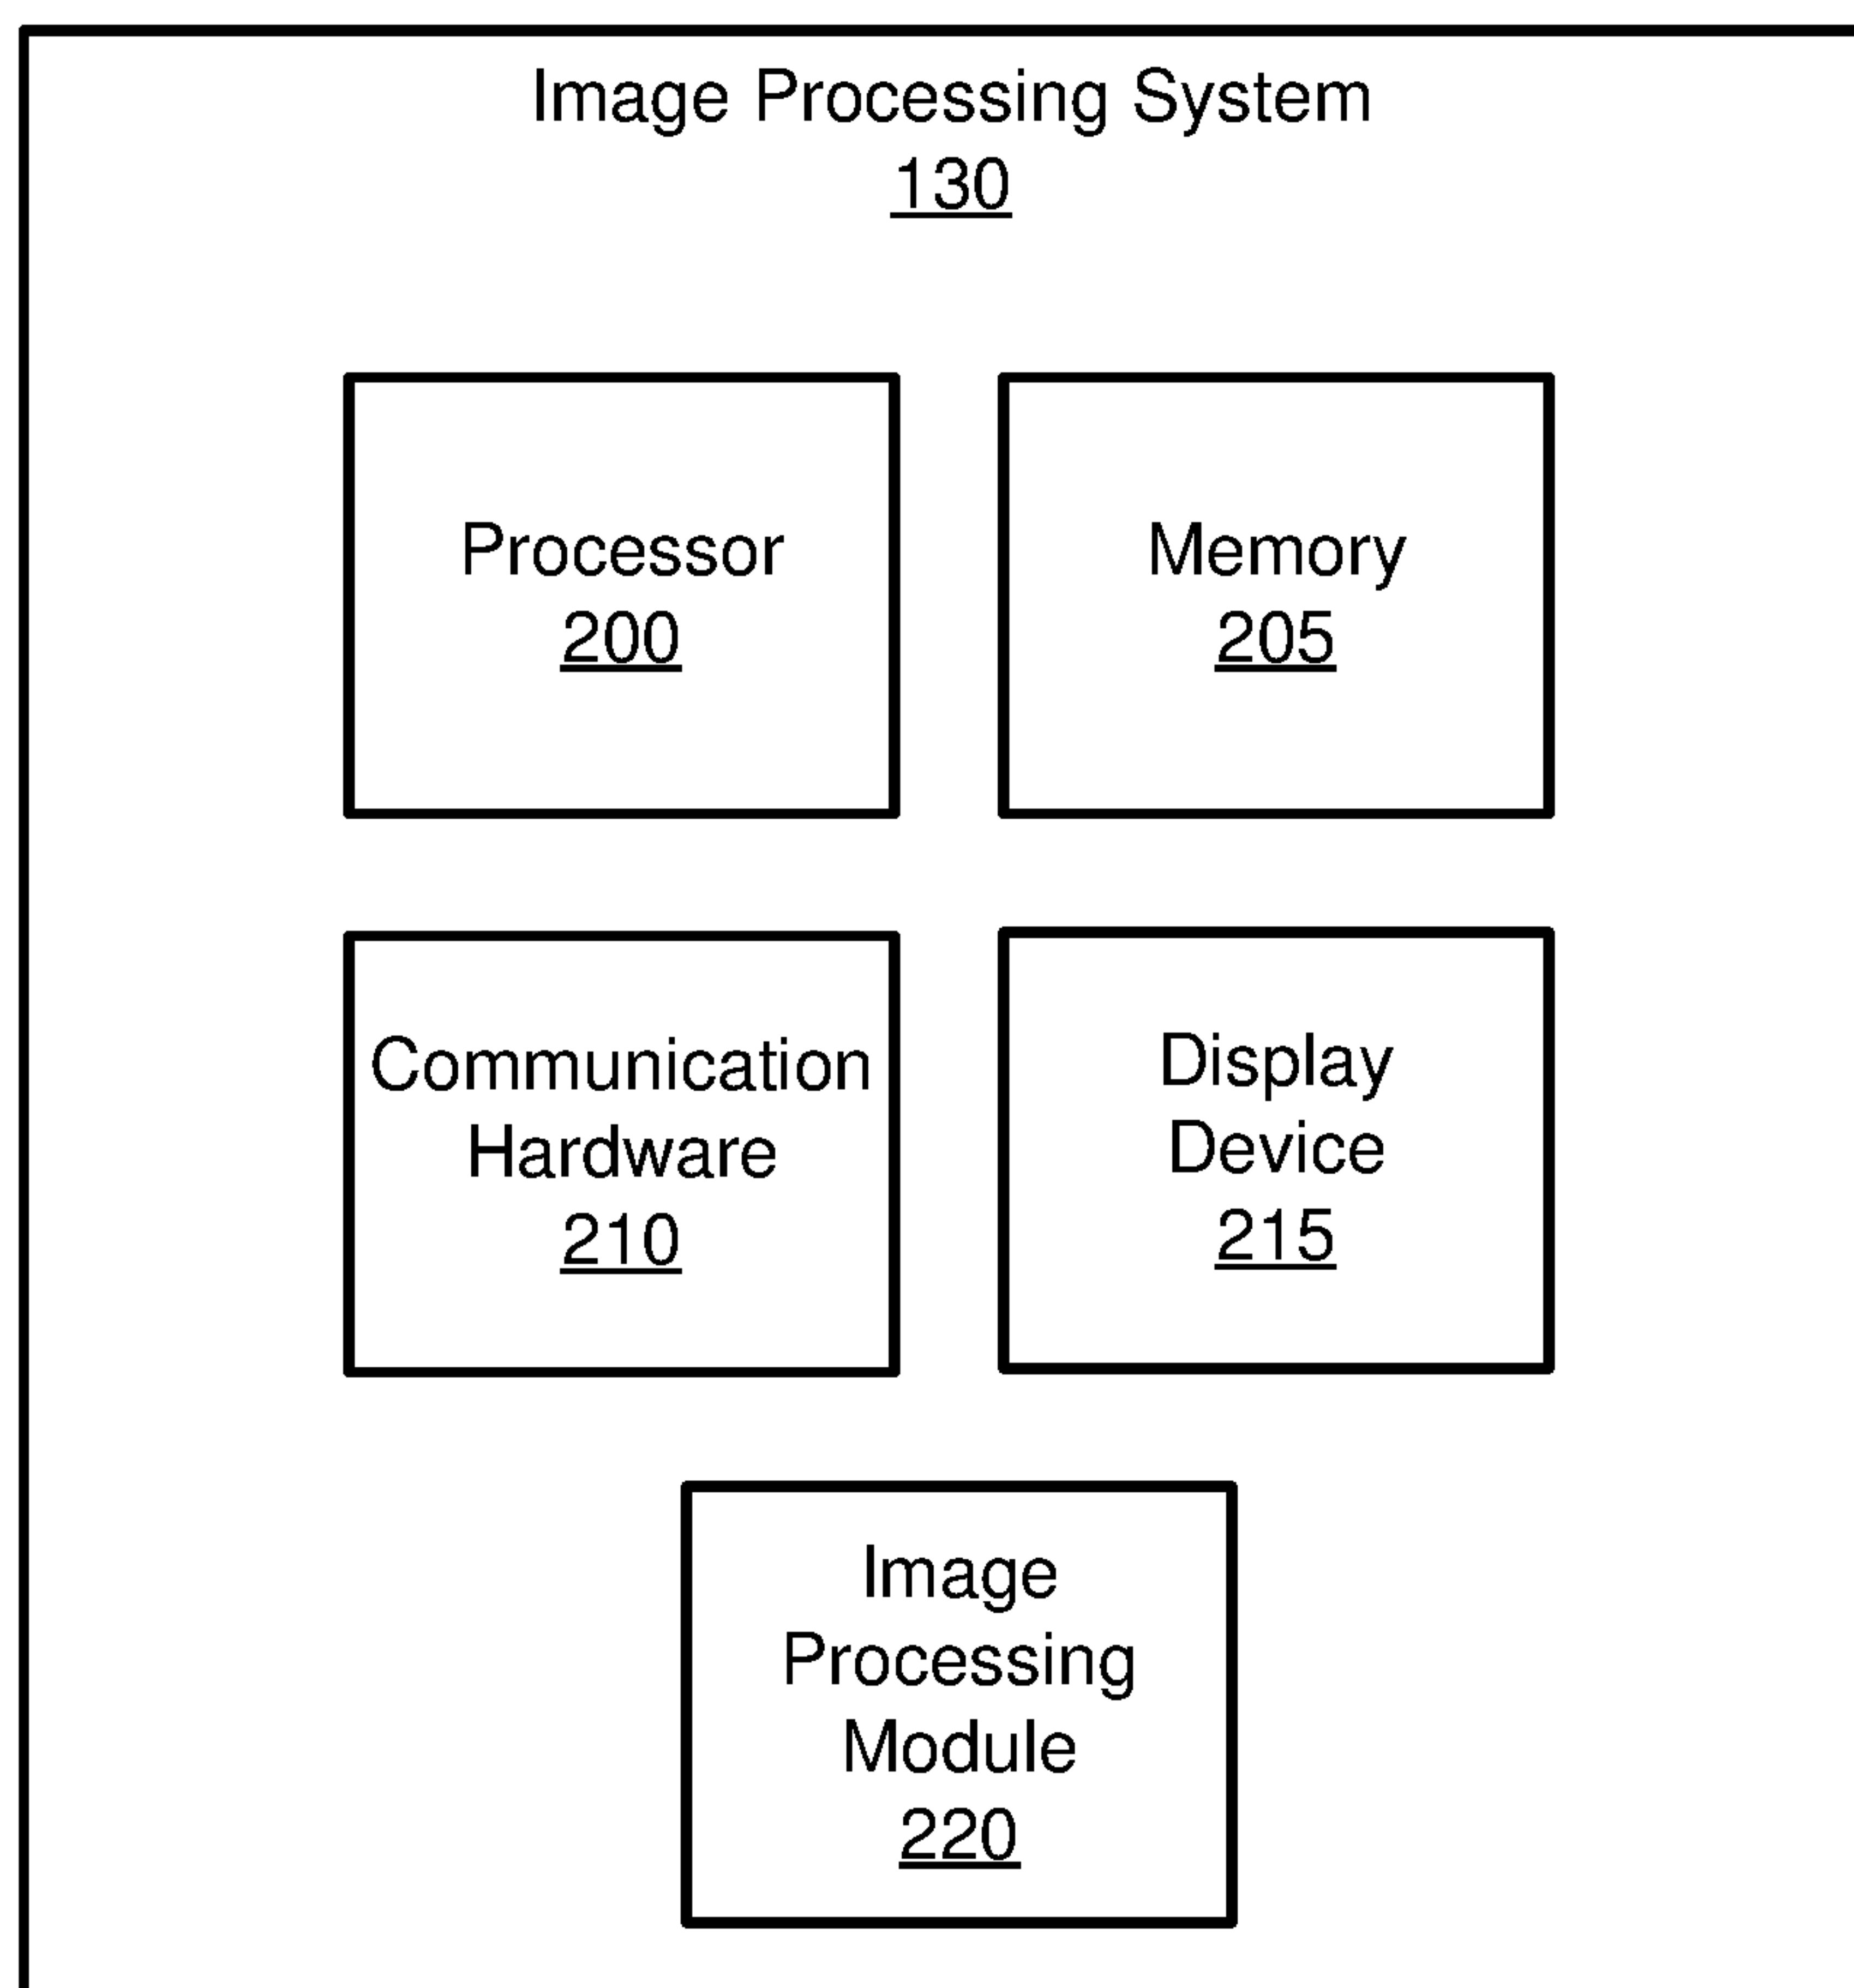 Image Processing System
130
Processor
200
Memory
205
Communication
Hardware
210
Display
Device
215
Image
Processing
Module
220